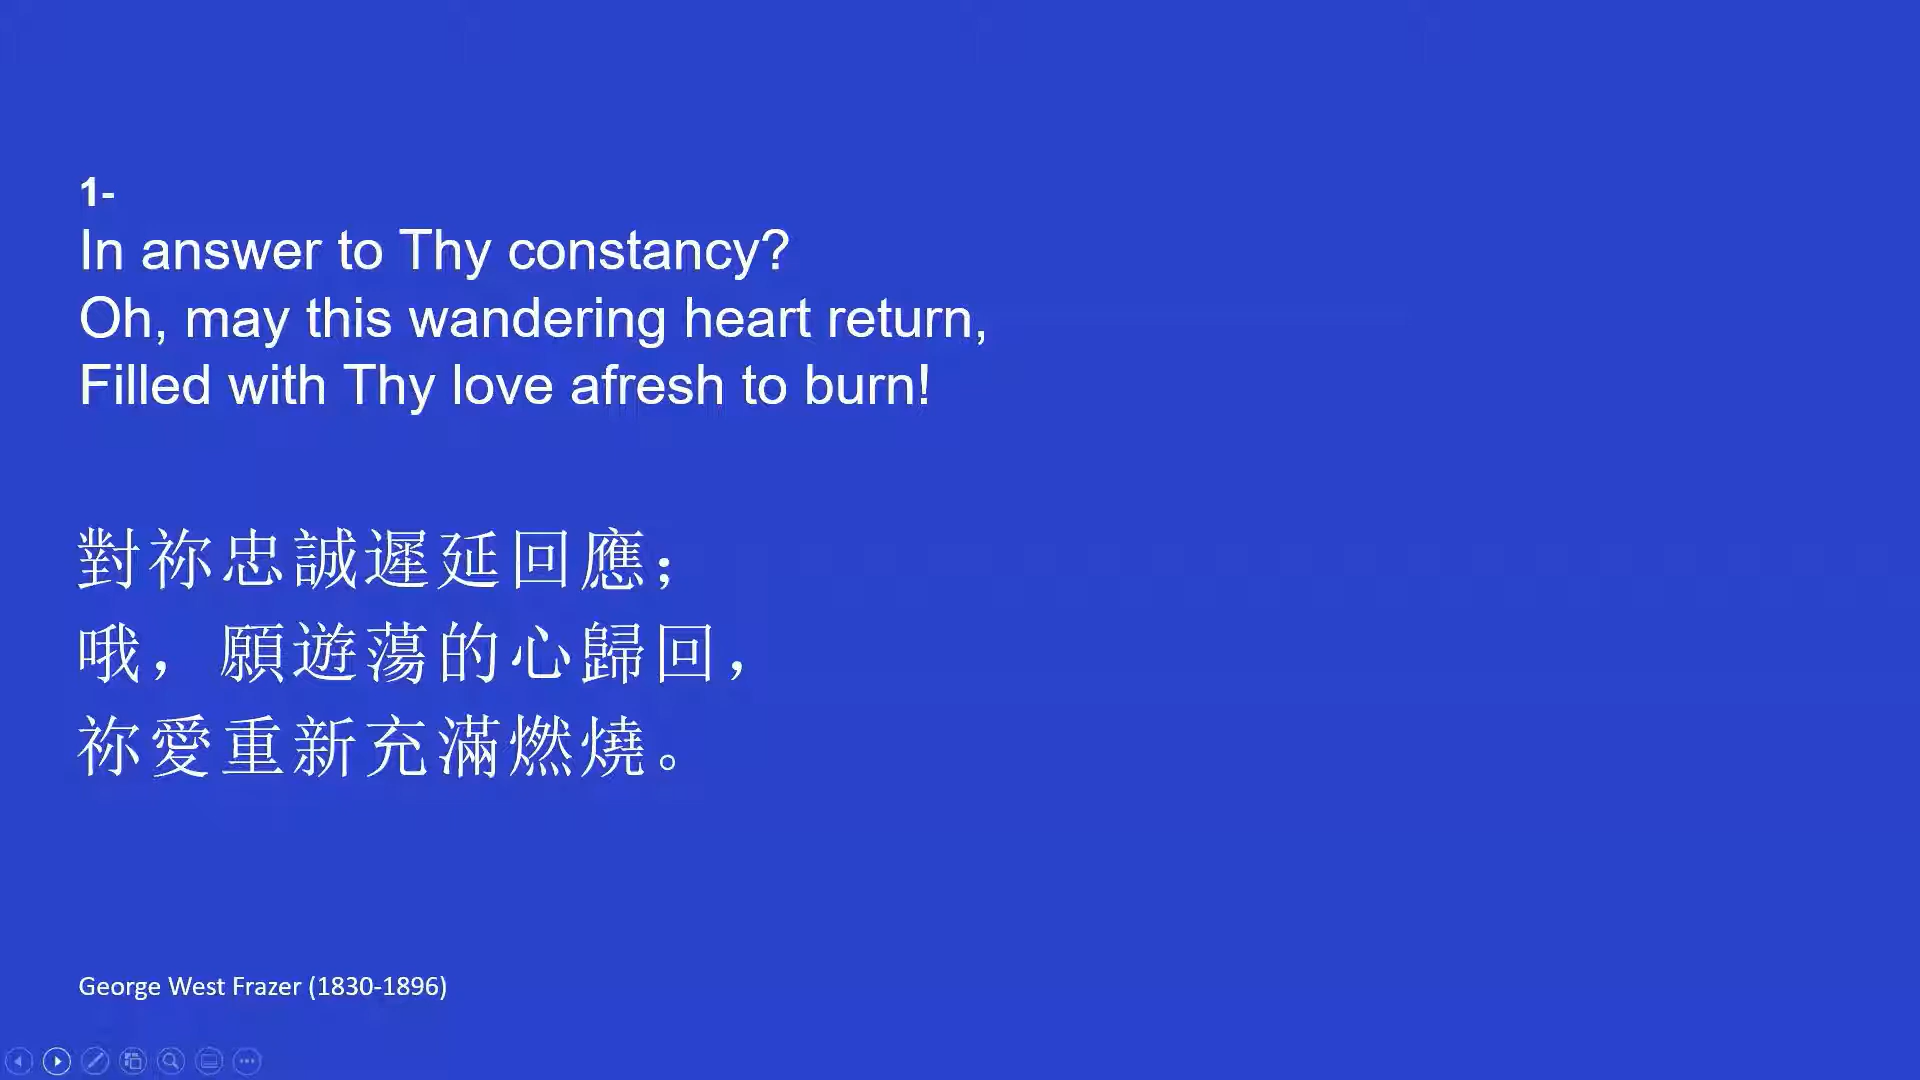 1-
In answer to Thy constancy?
Oh, may this wandering heart return,
Filled with Thy love afresh to burn!
對祢忠誠遲延回應；
哦，願遊蕩的心歸回，
祢愛重新充滿燃燒。
George West Frazer (1830-1896)